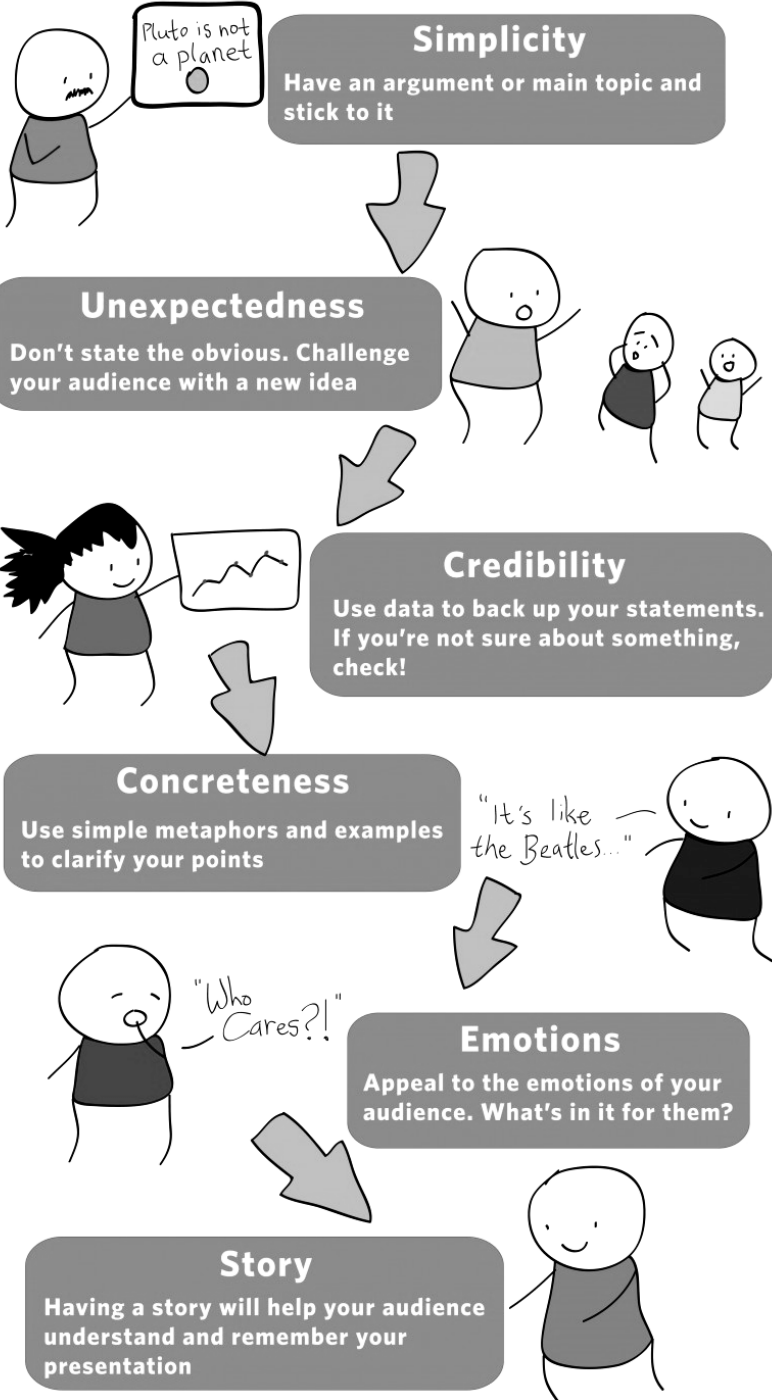 Pluto is not
a planet
Simplicity
Have an argument or main topic and
stick to it
Unexpectedness
Don’t state the obvious. Challenge
your audience with a new idea
Credibility
Use data to back up your statements.
If you’re not sure about something,
check!
Concreteness
Use simple metaphors and examples
to clarify your points
"It's like
the Beatles..."
"Who
Cares?!"
Emotions
Appeal to the emotions of your
audience. What’s in it for them?
Story
Having a story will help your audience
understand and remember your
presentation